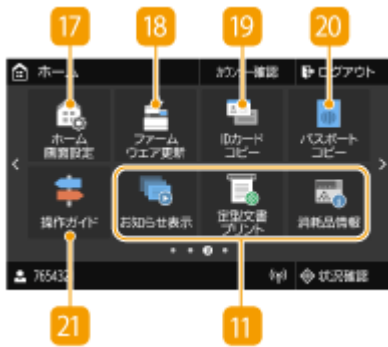 17
18
19
20
ホーム
カウンター確認
ログアウト
ホーム
画面設定
ファーム
ウェア更新
IDカード
コピー
パスポート
コピー
操作ガイド
お知らせ表示
定型文書
プリント
消耗品情報
765432
状況確認
21
11